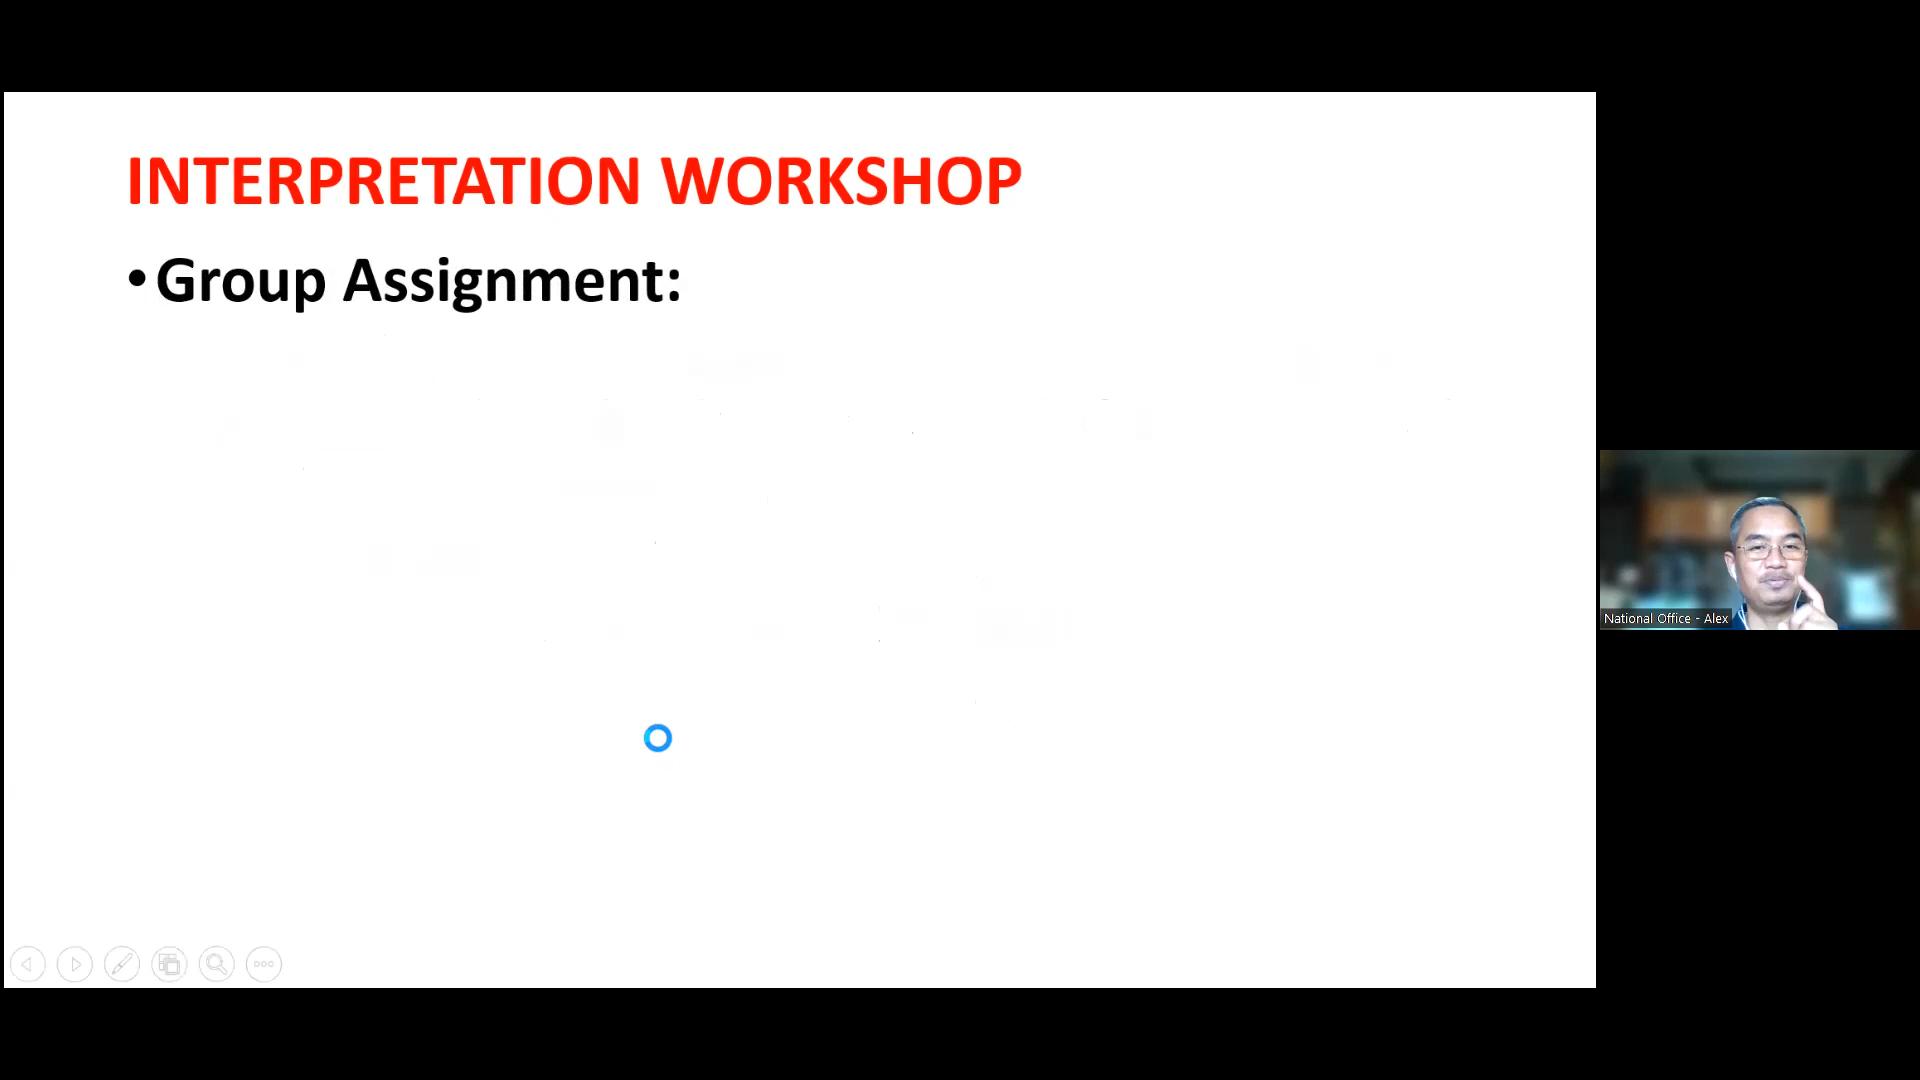 INTERPRETATION WORKSHOP
• Group Assignment:
National Office - Alex